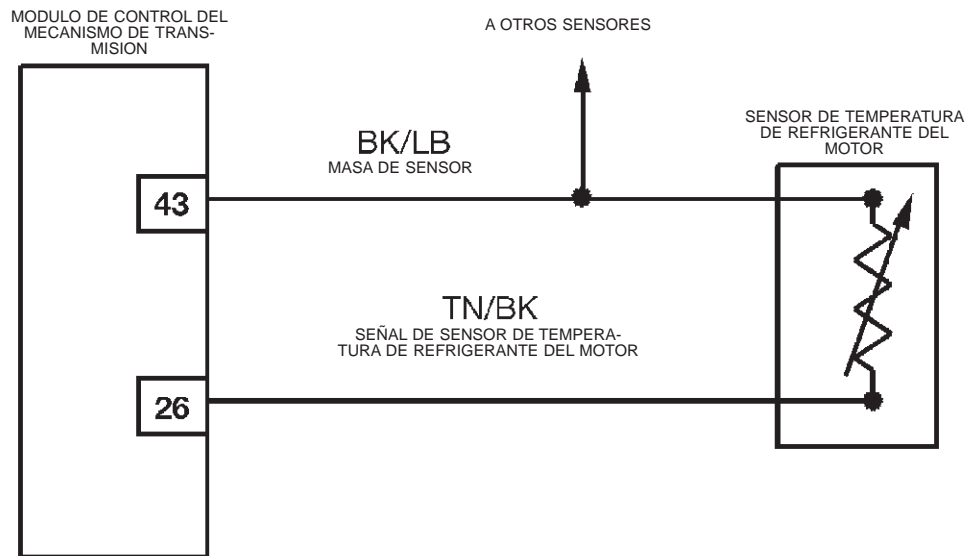 MODULO DE CONTROL DEL
MECANISMO DE TRANS-
MISION
A OTROS SENSORES
SENSOR DE TEMPERATURA
DE REFRIGERANTE DEL
MOTOR
BK/LB
MASA DE SENSOR
43
TN/BK
SEÑAL DE SENSOR DE TEMPERA-
TURA DE REFRIGERANTE DEL MOTOR
26